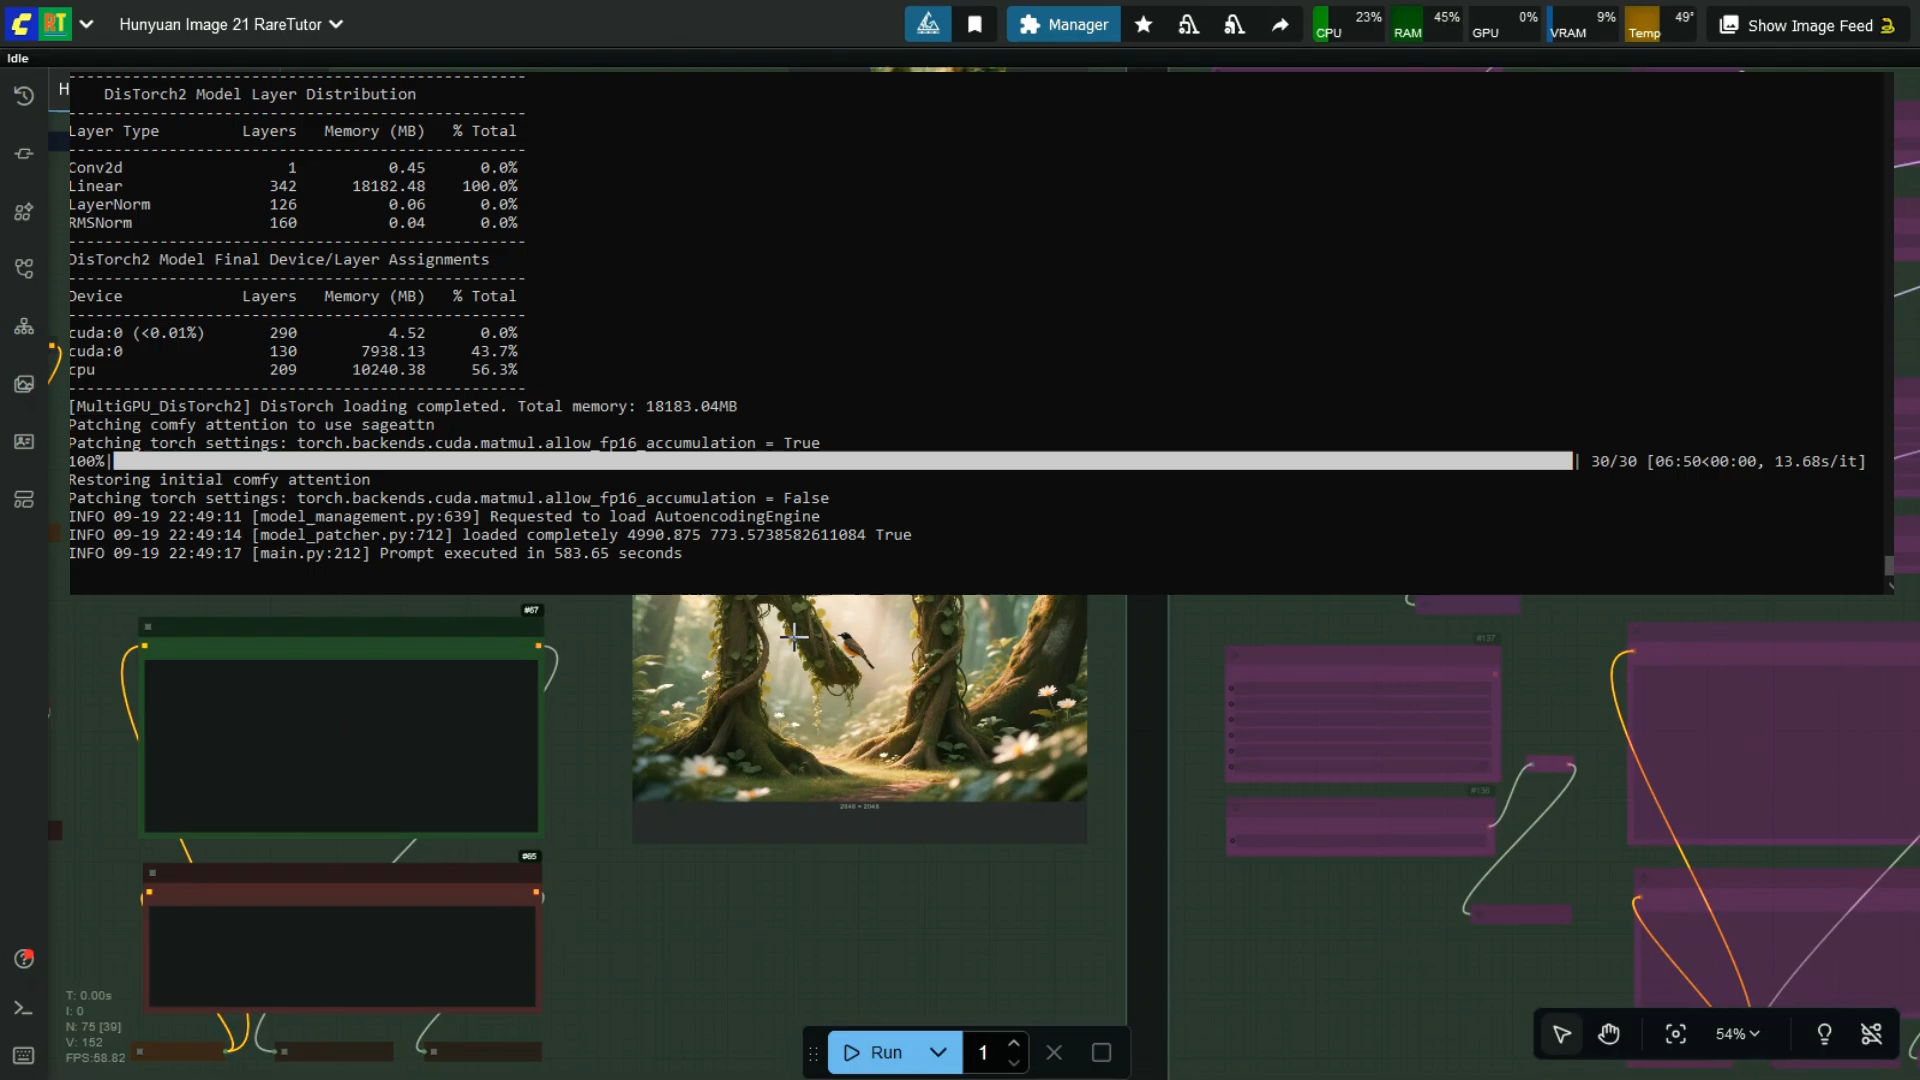 RT
Hunyuan Image 21 RareTutor
Manager
CPU 23%
RAM 45%
GPU 0%
VRAM 9%
Temp 49°
Show Image Feed
Idle
H
DisTorch2 Model Layer Distribution
Layer Type Layers Memory (MB) % Total
Conv2d 1 0.45 0.0%
Linear 342 18182.48 100.0%
LayerNorm 126 0.06 0.0%
RMSNorm 160 0.04 0.0%
DisTorch2 Model Final Device/Layer Assignments
Device Layers Memory (MB) % Total
cuda:0 (<0.01%) 290 4.52 0.0%
cuda:0 130 7938.13 43.7%
cpu 209 10240.38 56.3%
[MultiGPU_DisTorch2] DisTorch loading completed. Total memory: 18183.04MB
Patching comfy attention to use sageattn
Patching torch settings: torch.backends.cuda.matmul.allow_fp16_accumulation = True
100%| | 30/30 [06:50<00:00, 13.68s/it]
Restoring initial comfy attention
Patching torch settings: torch.backends.cuda.matmul.allow_fp16_accumulation = False
INFO 09-19 22:49:11 [model_management.py:639] Requested to load AutoencodingEngine
INFO 09-19 22:49:14 [model_patcher.py:712] loaded completely 4990.875 773.5738582611084 True
INFO 09-19 22:49:17 [main.py:212] Prompt executed in 583.65 seconds
#67
#137
#136
#65
T: 0.00s
I: 0
N: 75 [39]
V: 152
FPS:58.82
Run
1
54%